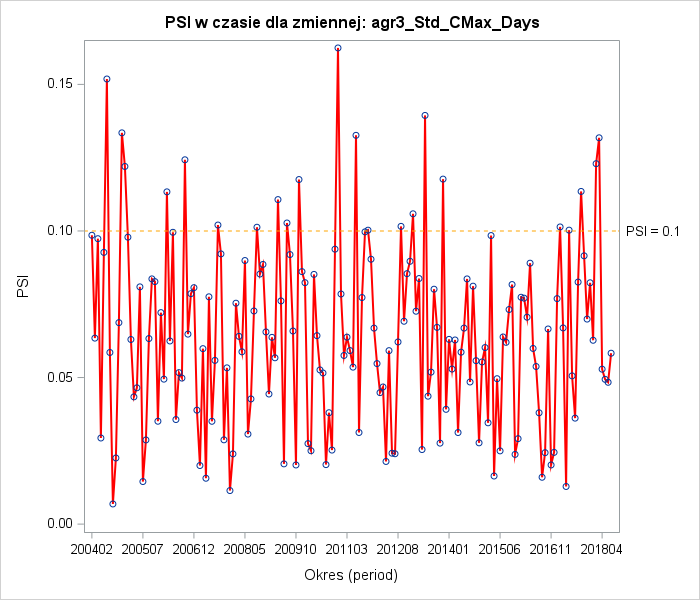 PSI w czasie dla zmiennej: agr3_Std_CMax_Days
0.15
0.10
PSI = 0.1
PSI
0.05
0.00
200402 200507 200612 200805 200910 201103 201208 201401 201506 201611 201804
Okres (period)